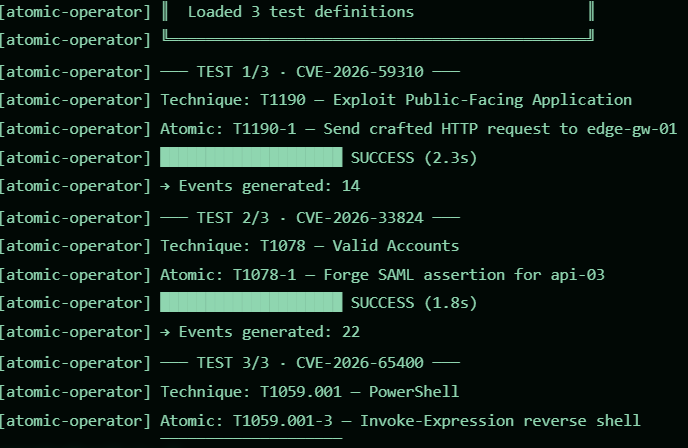 [atomic-operator] ║  Loaded 3 test definitions                   ║
[atomic-operator] ╚══════════════════════════════════════════════╝
[atomic-operator] ─── TEST 1/3 · CVE-2026-59310 ───
[atomic-operator] Technique: T1190 — Exploit Public-Facing Application
[atomic-operator] Atomic: T1190-1 — Send crafted HTTP request to edge-gw-01
[atomic-operator] ████████████████████ SUCCESS (2.3s)
[atomic-operator] → Events generated: 14
[atomic-operator] ─── TEST 2/3 · CVE-2026-33824 ───
[atomic-operator] Technique: T1078 — Valid Accounts
[atomic-operator] Atomic: T1078-1 — Forge SAML assertion for api-03
[atomic-operator] ████████████████████ SUCCESS (1.8s)
[atomic-operator] → Events generated: 22
[atomic-operator] ─── TEST 3/3 · CVE-2026-65400 ───
[atomic-operator] Technique: T1059.001 — PowerShell
[atomic-operator] Atomic: T1059.001-3 — Invoke-Expression reverse shell